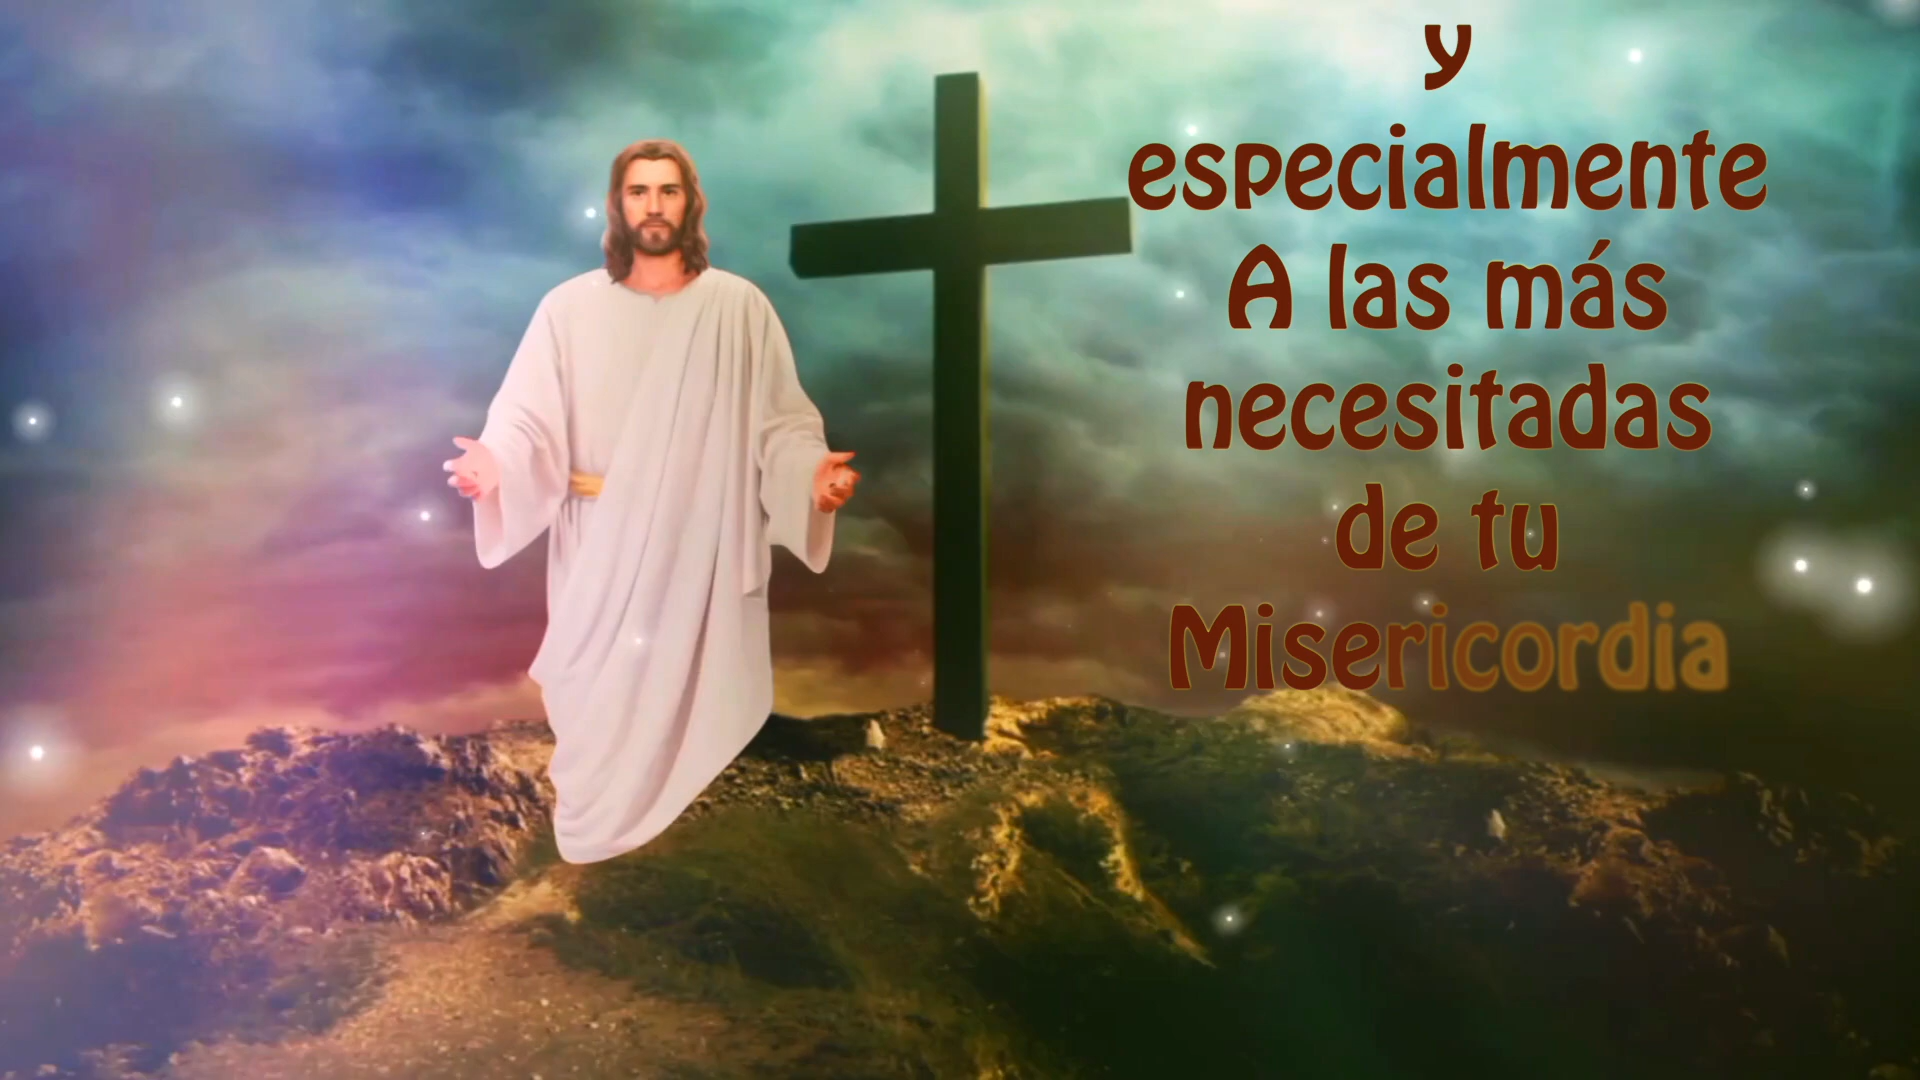 y
especialmente
A las más
necesitadas
de tu
Misericordia